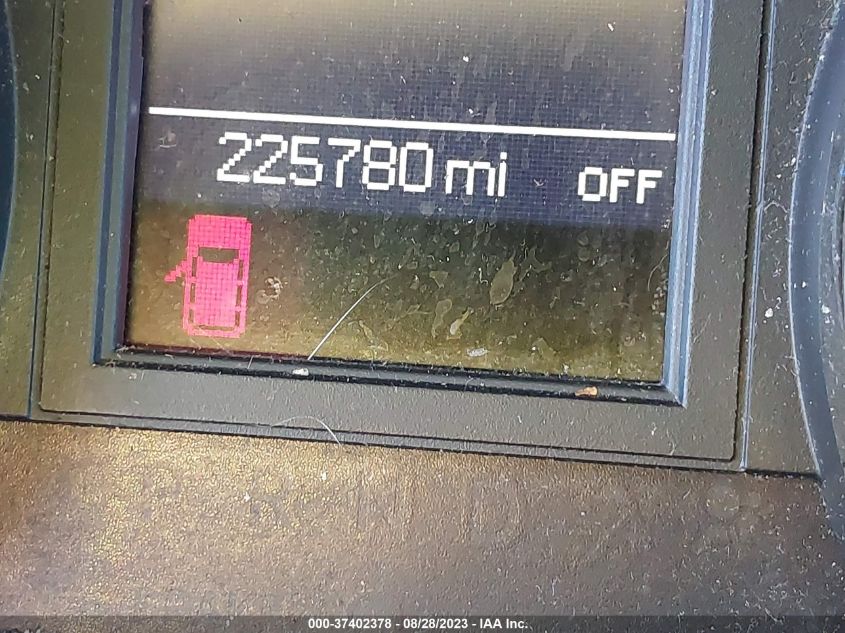 225780 mi OFF
000-37402378 - 08/28/2023 - IAA Inc.